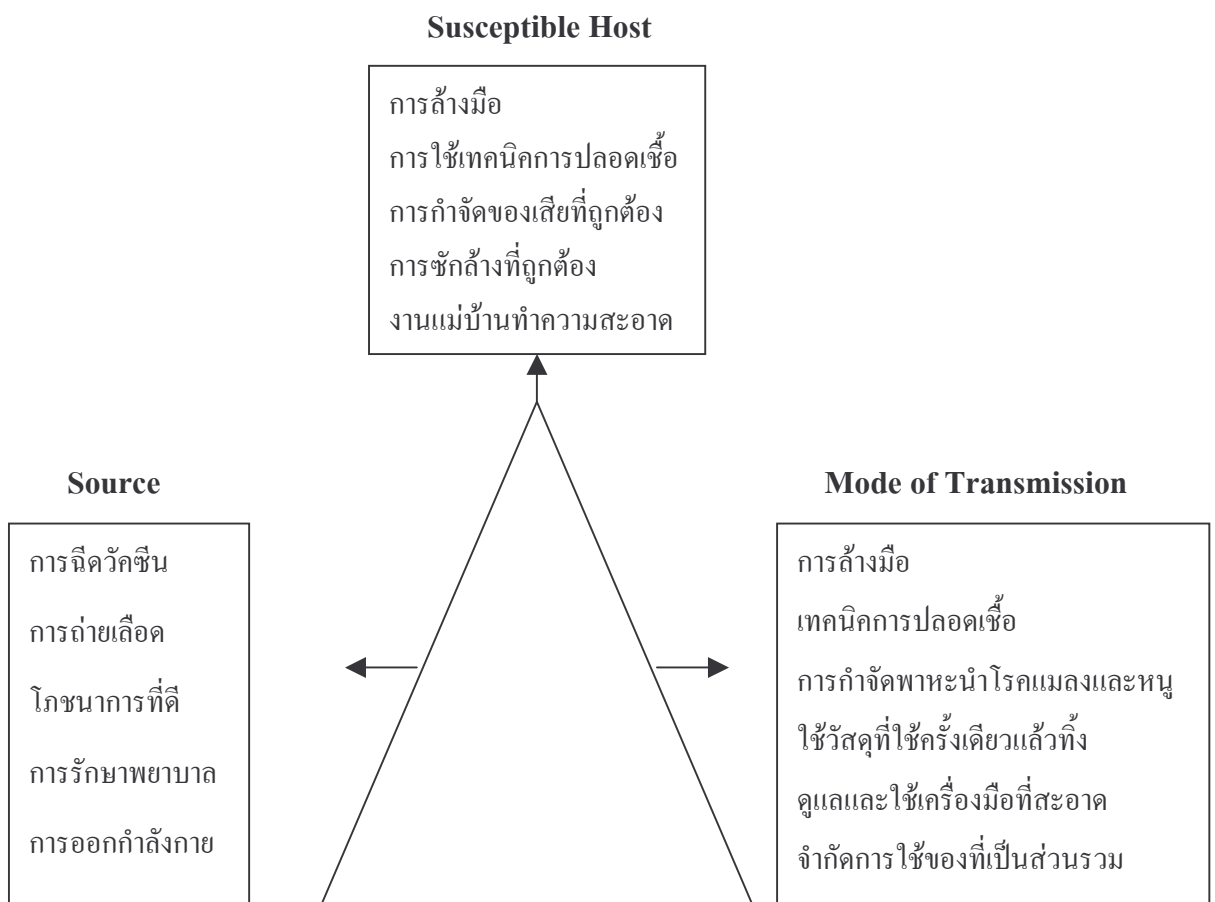 Susceptible Host
การล้างมือ
การใช้เทคนิคการปลอดเชื้อ
การกำจัดของเสียที่ถูกต้อง
การซักล้างที่ถูกต้อง
งานแม่บ้านทำความสะอาด
Source
การฉีดวัคซีน
การถ่ายเลือด
โภชนาการที่ดี
การรักษาพยาบาล
การออกกำลังกาย
Mode of Transmission
การล้างมือ
เทคนิคการปลอดเชื้อ
การกำจัดพาหะนำโรคแมลงและหนู
ใช้วัสดุที่ใช้ครั้งเดียวแล้วทิ้ง
ดูแลและใช้เครื่องมือที่สะอาด
จำกัดการใช้ของที่เป็นส่วนรวม